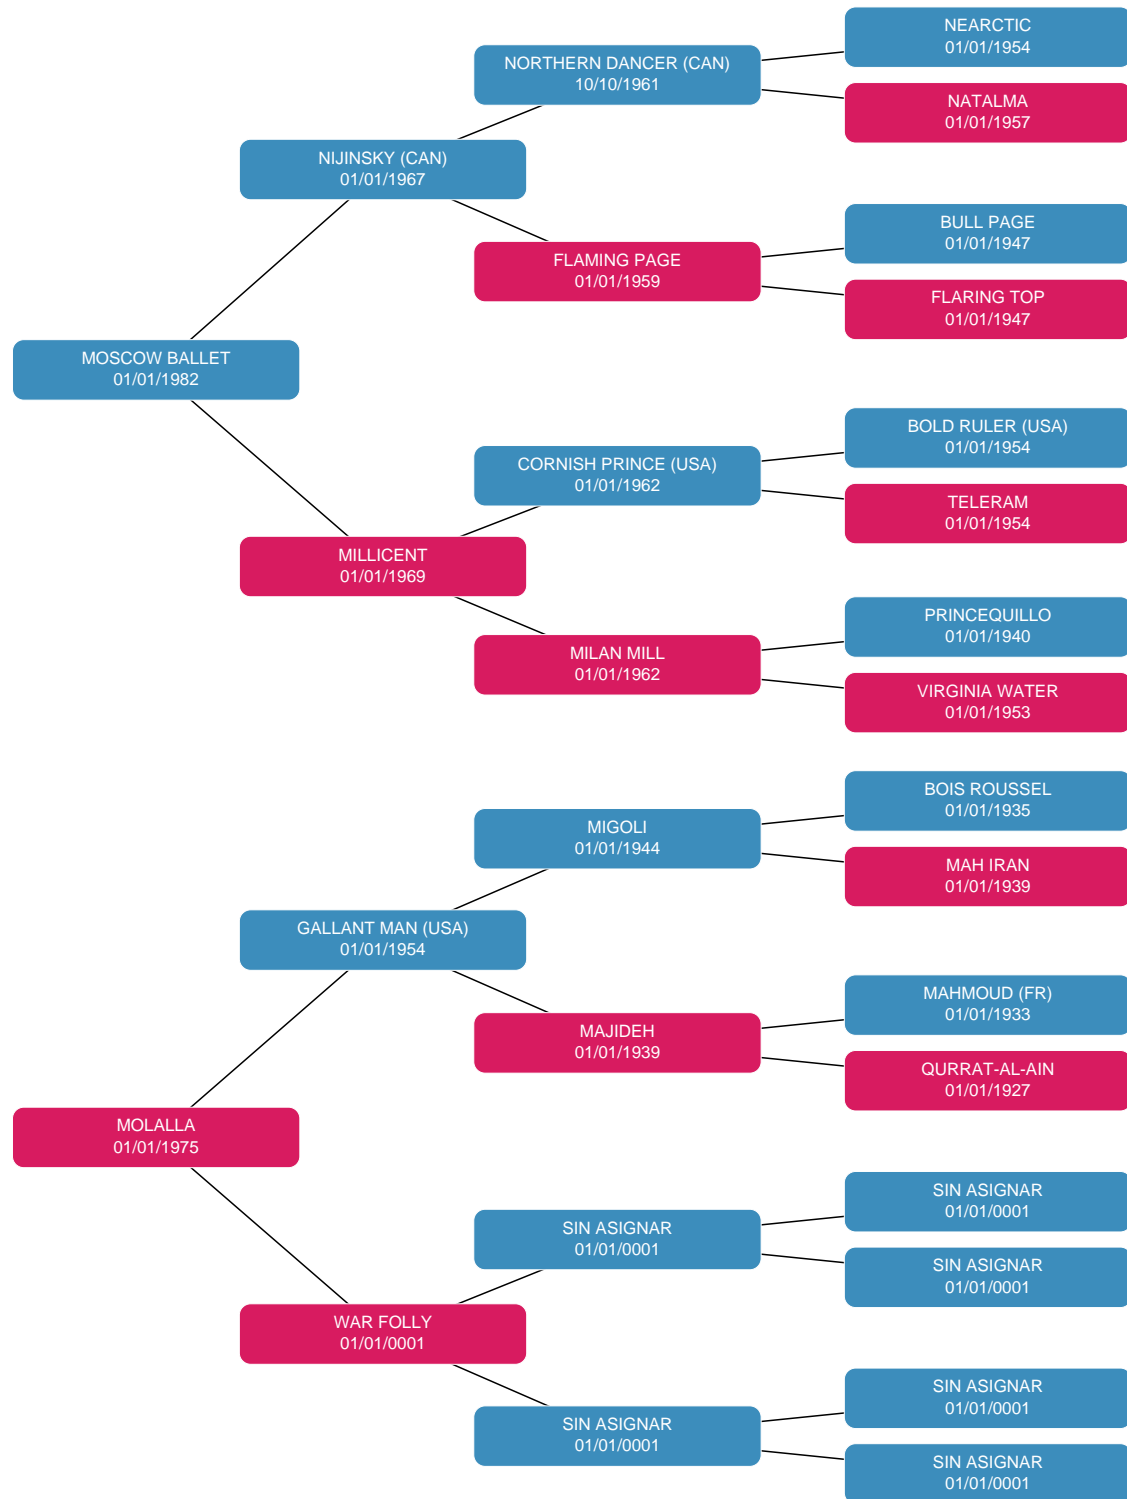 NEARCTIC
01/01/1954
NORTHERN DANCER (CAN)
10/10/1961
NATALMA
01/01/1957
NIJINSKY (CAN)
01/01/1967
BULL PAGE
01/01/1947
FLAMING PAGE
01/01/1959
FLARING TOP
01/01/1947
MOSCOW BALLET
01/01/1982
BOLD RULER (USA)
01/01/1954
CORNISH PRINCE (USA)
01/01/1962
TELERAM
01/01/1954
MILLICENT
01/01/1969
PRINCEQUILLO
01/01/1940
MILAN MILL
01/01/1962
VIRGINIA WATER
01/01/1953
BOIS ROUSSEL
01/01/1935
MIGOLI
01/01/1944
MAH IRAN
01/01/1939
GALLANT MAN (USA)
01/01/1954
MAHMOUD (FR)
01/01/1933
MAJIDEH
01/01/1939
QURRAT-AL-AIN
01/01/1927
MOLALLA
01/01/1975
SIN ASIGNAR
01/01/0001
SIN ASIGNAR
01/01/0001
SIN ASIGNAR
01/01/0001
WAR FOLLY
01/01/0001
SIN ASIGNAR
01/01/0001
SIN ASIGNAR
01/01/0001
SIN ASIGNAR
01/01/0001